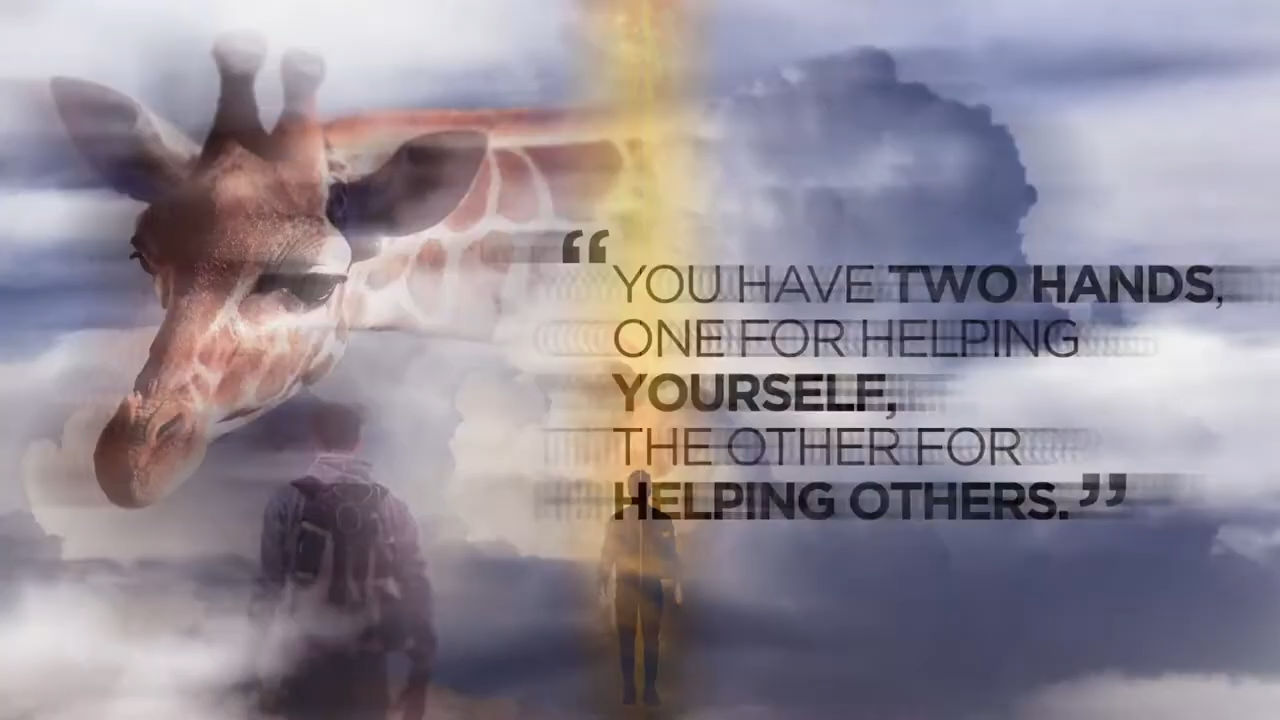 “YOU HAVE TWO HANDS,
ONE FOR HELPING
YOURSELF,
THE OTHER FOR
HELPING OTHERS.”